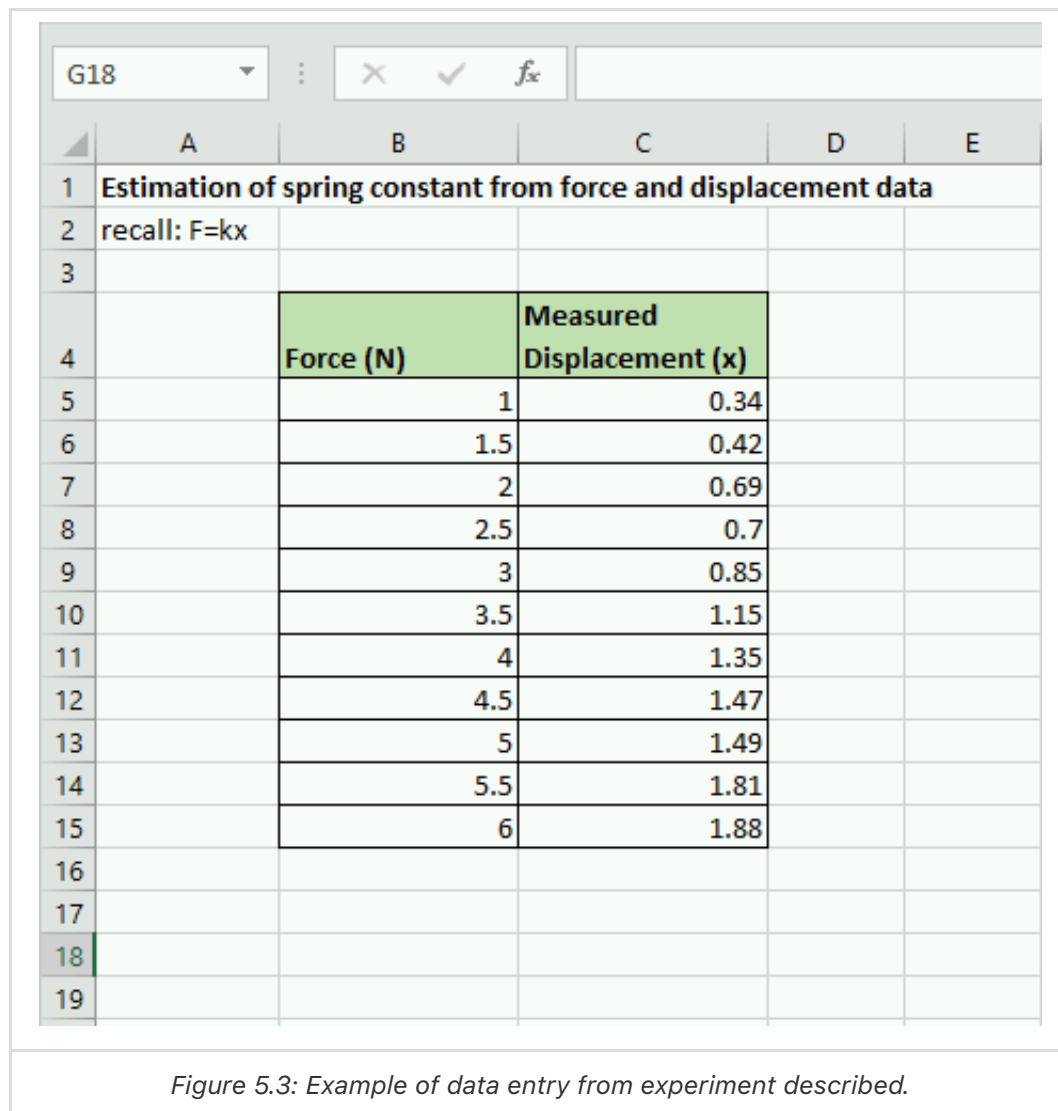 G18 fx
A B C D E
1 Estimation of spring constant from force and displacement data
2 recall: F=kx
3
Measured
4 Force (N) Displacement (x)
5 1 0.34
6 1.5 0.42
7 2 0.69
8 2.5 0.7
9 3 0.85
10 3.5 1.15
11 4 1.35
12 4.5 1.47
13 5 1.49
14 5.5 1.81
15 6 1.88
16
17
18
19
Figure 5.3: Example of data entry from experiment described.